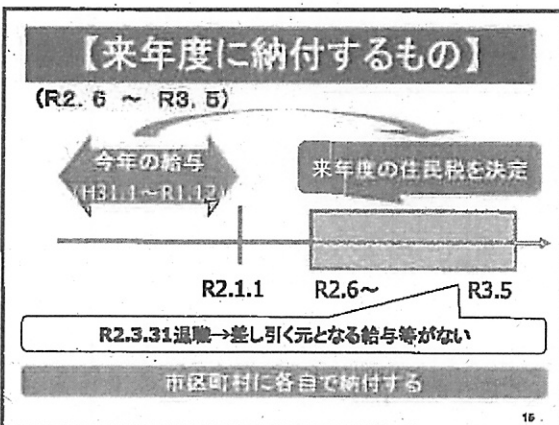 【来年度に納付するもの】
(R2.6 ～ R3.5)
今年の給与
(H31.1～R1.12)
来年度の住民税を決定
R2.1.1
R2.6～
R3.5
R2.3.31退職→差し引く元となる給与等がない
市区町村に各自で納付する
15